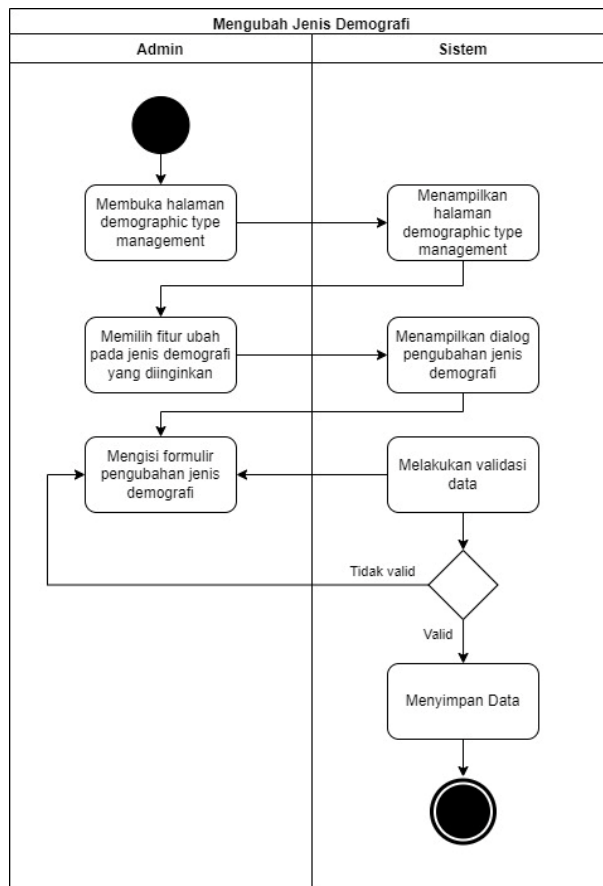 Mengubah Jenis Demografi
Admin
Sistem
Membuka halaman
demographic type
management
Menampilkan
halaman
demographic type
management
Memilih fitur ubah
pada jenis demografi
yang diinginkan
Menampilkan dialog
pengubahan jenis
demografi
Mengisi formulir
pengubahan jenis
demografi
Melakukan validasi
data
Tidak valid
Valid
Menyimpan Data